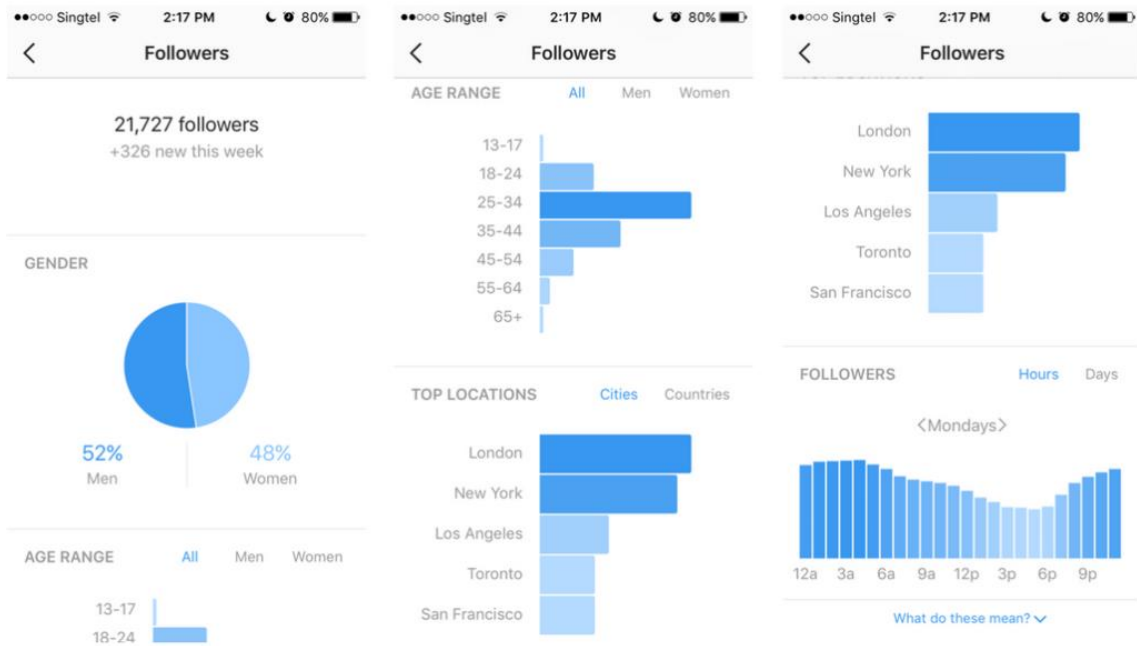 Singtel 2:17 PM 80%
Followers
21,727 followers
+326 new this week
GENDER
52% 48%
Men Women
AGE RANGE All Men Women
13-17
18-24
Singtel 2:17 PM 80%
Followers
AGE RANGE All Men Women
13-17
18-24
25-34
35-44
45-54
55-64
65+
TOP LOCATIONS Cities Countries
London
New York
Los Angeles
Toronto
San Francisco
Singtel 2:17 PM 80%
Followers
London
New York
Los Angeles
Toronto
San Francisco
FOLLOWERS Hours Days
<Mondays>
12a 3a 6a 9a 12p 3p 6p 9p
What do these mean?